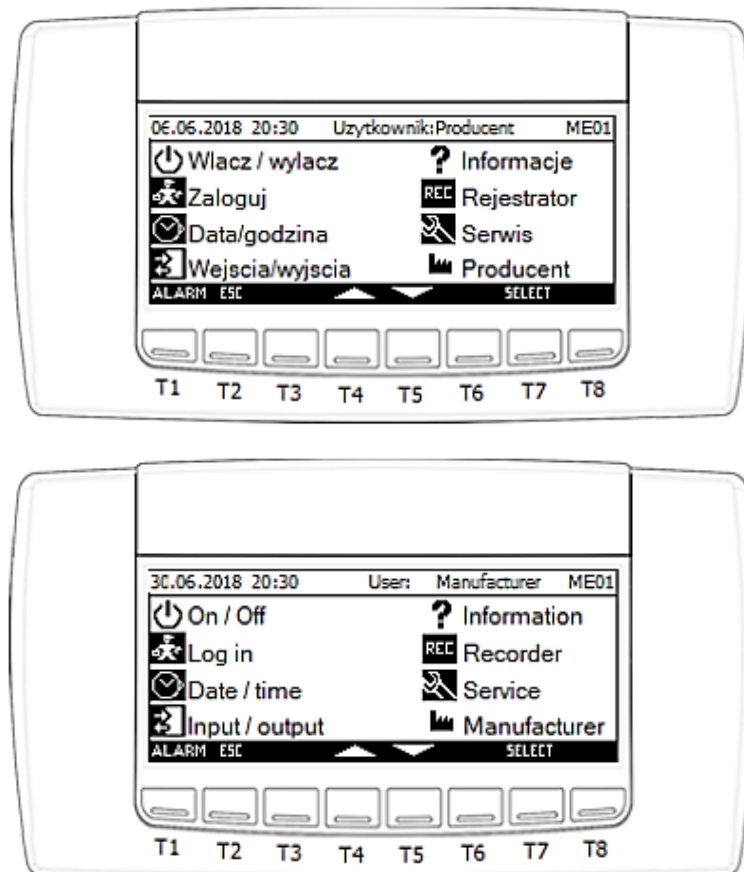 06.06.2018 20:30 Uzytkownik:Producent ME01
Wlacz / wylacz ? Informacje
Zaloguj REC Rejestrator
Data/godzina Serwis
Wejscia/wyjscia Producent
ALARM ESC SELECT
T1 T2 T3 T4 T5 T6 T7 T8
30.06.2018 20:30 User: Manufacturer ME01
On / Off ? Information
Log in REC Recorder
Date / time Service
Input / output Manufacturer
ALARM ESC SELECT
T1 T2 T3 T4 T5 T6 T7 T8